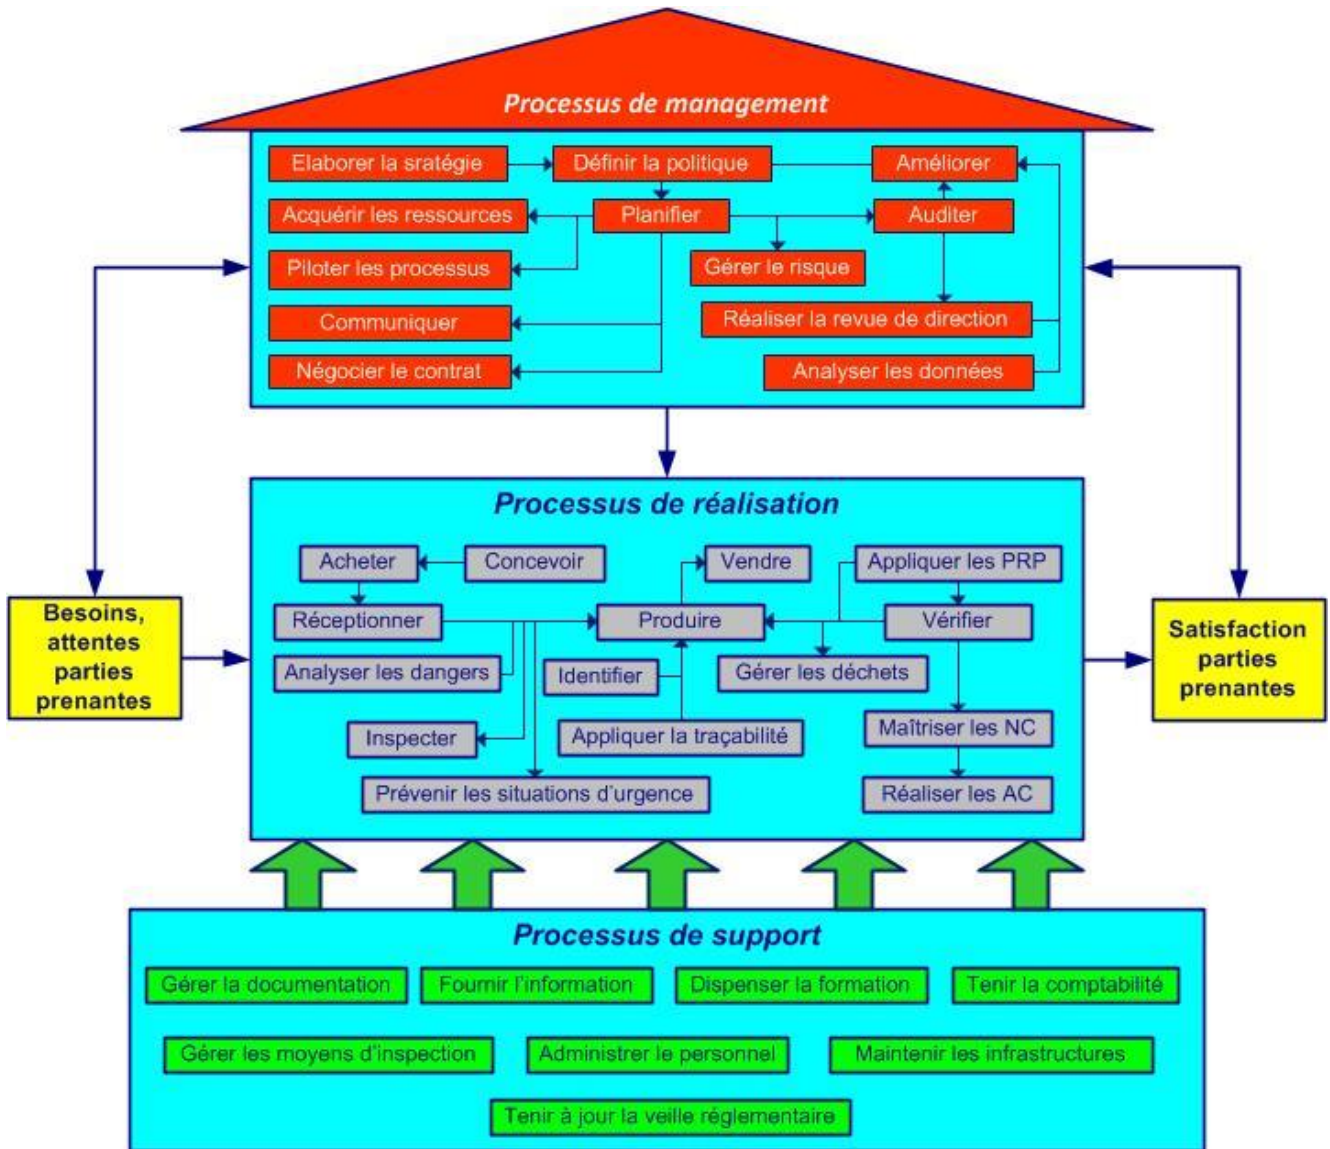 Processus de management
Elaborer la sratégie
Définir la politique
Améliorer
Acquérir les ressources
Planifier
Auditer
Piloter les processus
Gérer le risque
Communiquer
Réaliser la revue de direction
Négocier le contrat
Analyser les données
Processus de réalisation
Acheter
Concevoir
Vendre
Appliquer les PRP
Réceptionner
Produire
Vérifier
Analyser les dangers
Identifier
Gérer les déchets
Inspecter
Appliquer la traçabilité
Maîtriser les NC
Prévenir les situations d'urgence
Réaliser les AC
Besoins,
attentes
parties
prenantes
Satisfaction
parties
prenantes
Processus de support
Gérer la documentation
Fournir l'information
Dispenser la formation
Tenir la comptabilité
Gérer les moyens d'inspection
Administrer le personnel
Maintenir les infrastructures
Tenir à jour la veille réglementaire